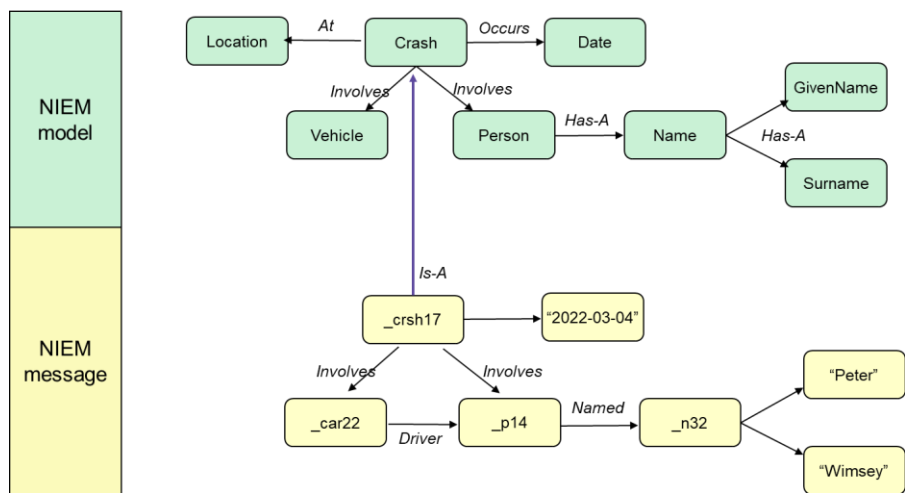 NIEM
model
At
Occurs
Location
Crash
Date
Involves
Involves
GivenName
Vehicle
Person
Has-A
Name
Has-A
Surname
Is-A
NIEM
message
_crsh17
“2022-03-04”
Involves
Involves
“Peter”
Named
_car22
Driver
_p14
_n32
“Wimsey”